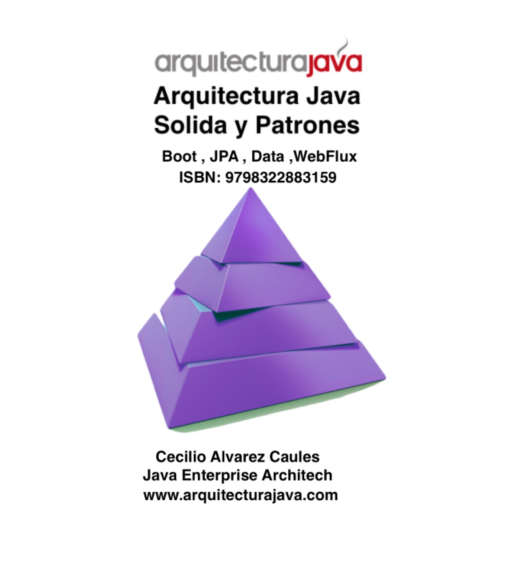 arquitecturajava
Arquitectura Java
Solida y Patrones
Boot , JPA , Data ,WebFlux
ISBN: 9798322883159
Cecilio Alvarez Caules
Java Enterprise Architech
www.arquitecturajava.com